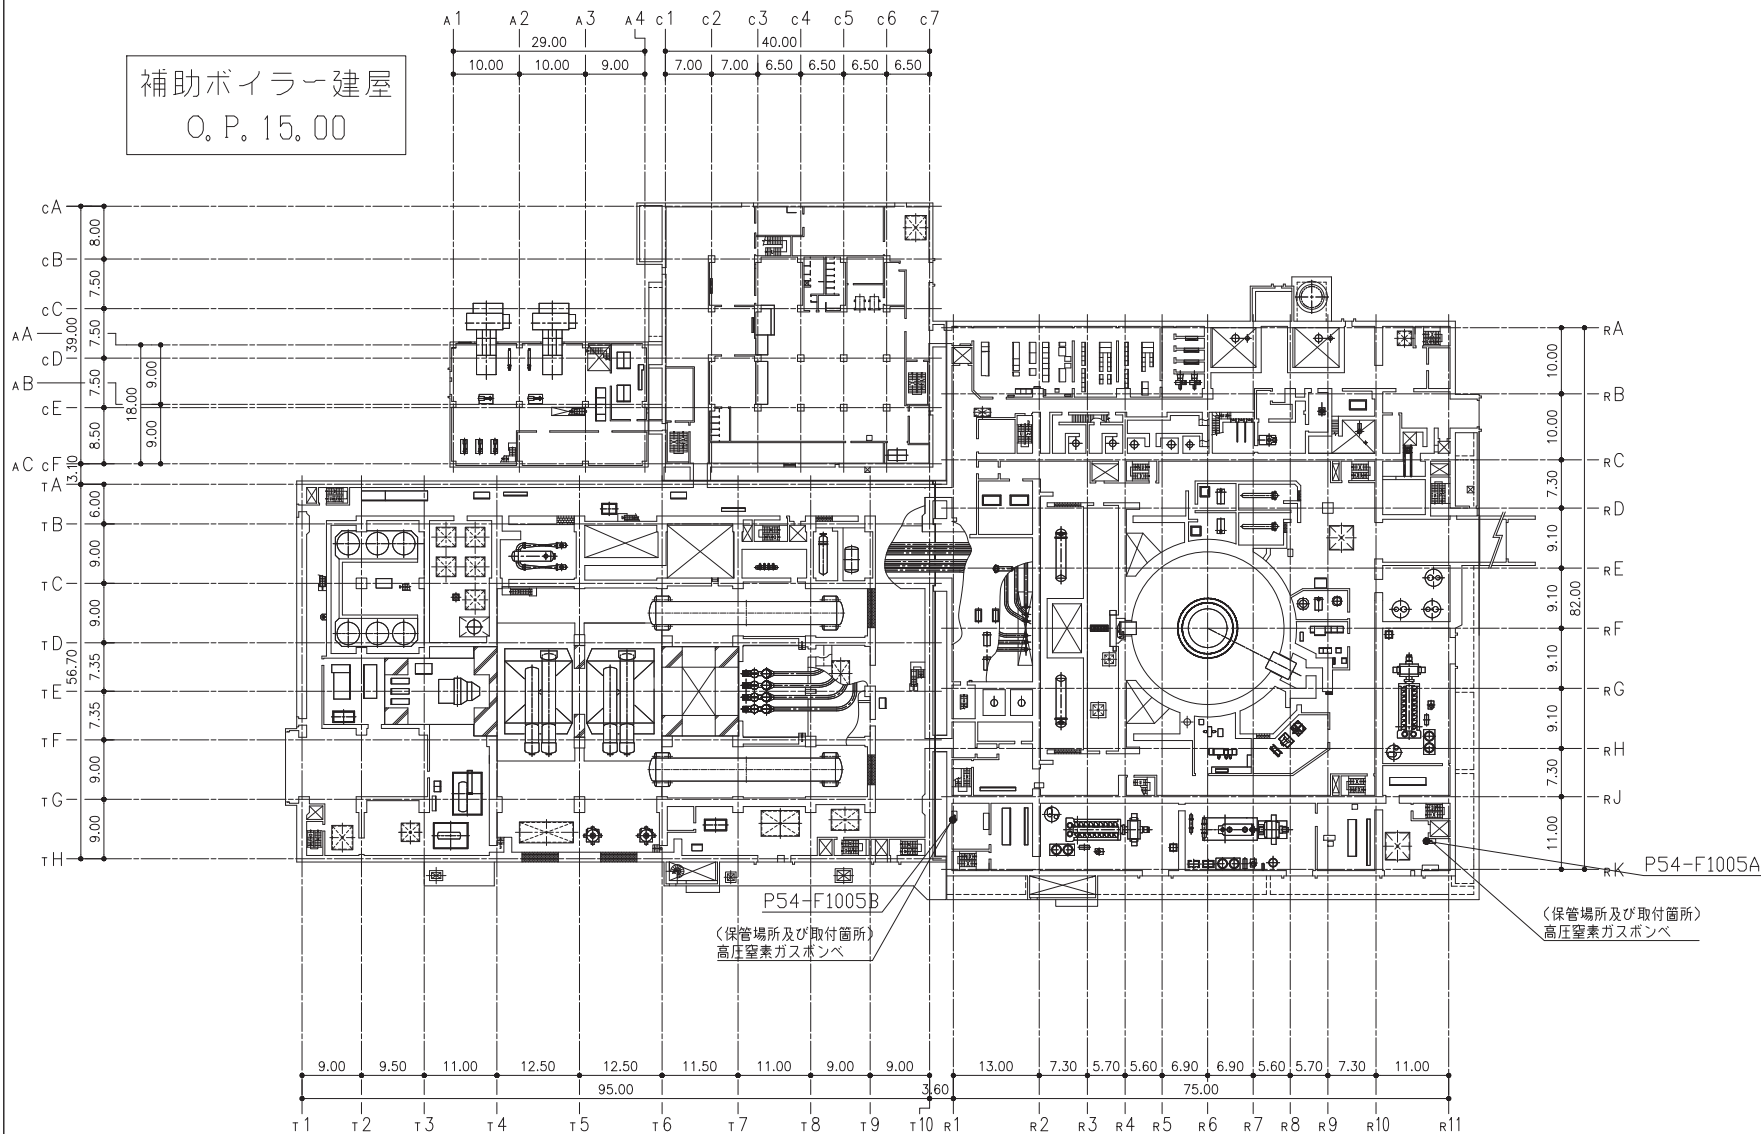 A1 A2 A3 A4 c1 c2 c3 c4 c5 c6 c7
29.00 40.00
10.00 10.00 9.00 7.00 7.00 6.50 6.50 6.50 6.50
補助ボイラー建屋
O.P.15.00
cA
8.00
cB
7.50
cC
AA
39.00
7.50
cD
AB
7.50
cE
8.50
AC cF
18.00
9.00
9.00
3.10
TA
6.00
TB
9.00
TC
9.00
TD
7.35
56.70
TE
7.35
TF
9.00
TG
9.00
TH
RA
10.00
RB
10.00
RC
7.30
RD
9.10
RE
9.10
82.00
RF
9.10
RG
9.10
RH
7.30
RJ
11.00
RK
P54-F1005A
(保管場所及び取付箇所)
高圧窒素ガスボンベ
P54-F1005B
(保管場所及び取付箇所)
高圧窒素ガスボンベ
9.00 9.50 11.00 12.50 12.50 11.50 11.00 9.00 9.00 13.00 7.30 5.70 5.60 6.90 6.90 5.60 5.70 7.30 11.00
95.00 3.60 75.00
T1 T2 T3 T4 T5 T6 T7 T8 T9 T10 R1 R2 R3 R4 R5 R6 R7 R8 R9 R10 R11